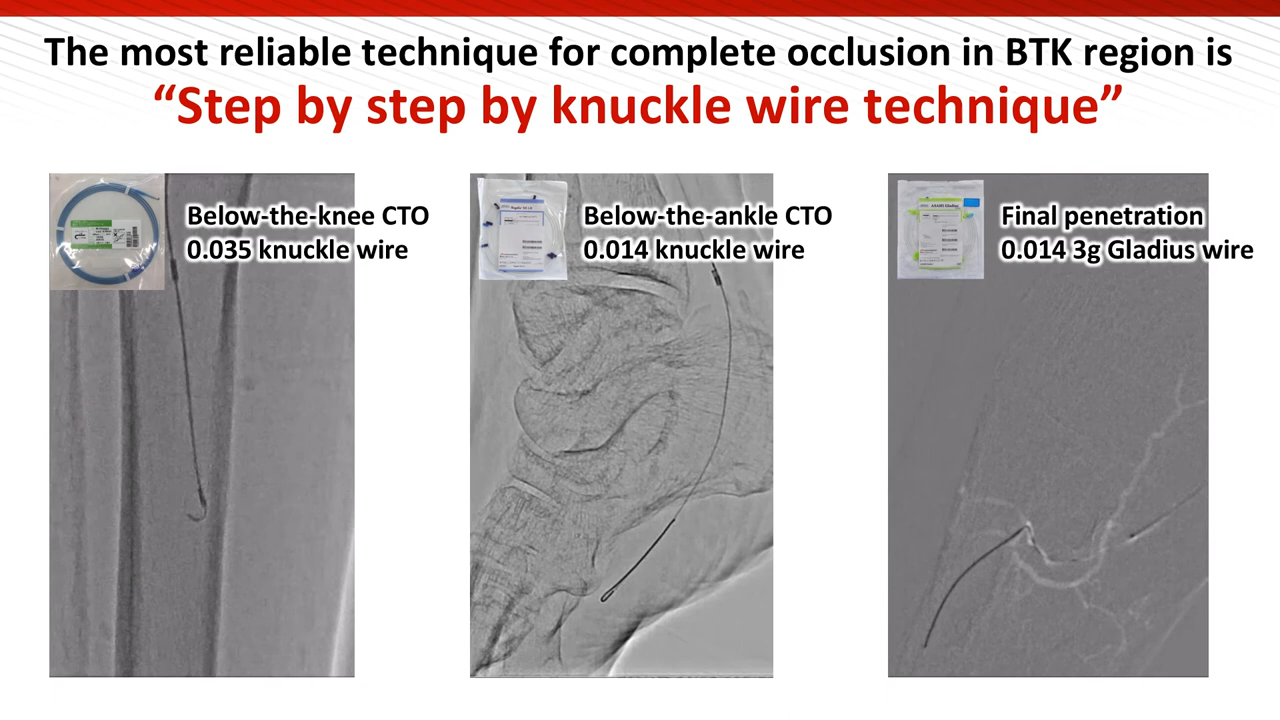 The most reliable technique for complete occlusion in BTK region is
“Step by step by knuckle wire technique”
Below-the-knee CTO
0.035 knuckle wire
Below-the-ankle CTO
0.014 knuckle wire
Final penetration
0.014 3g Gladius wire